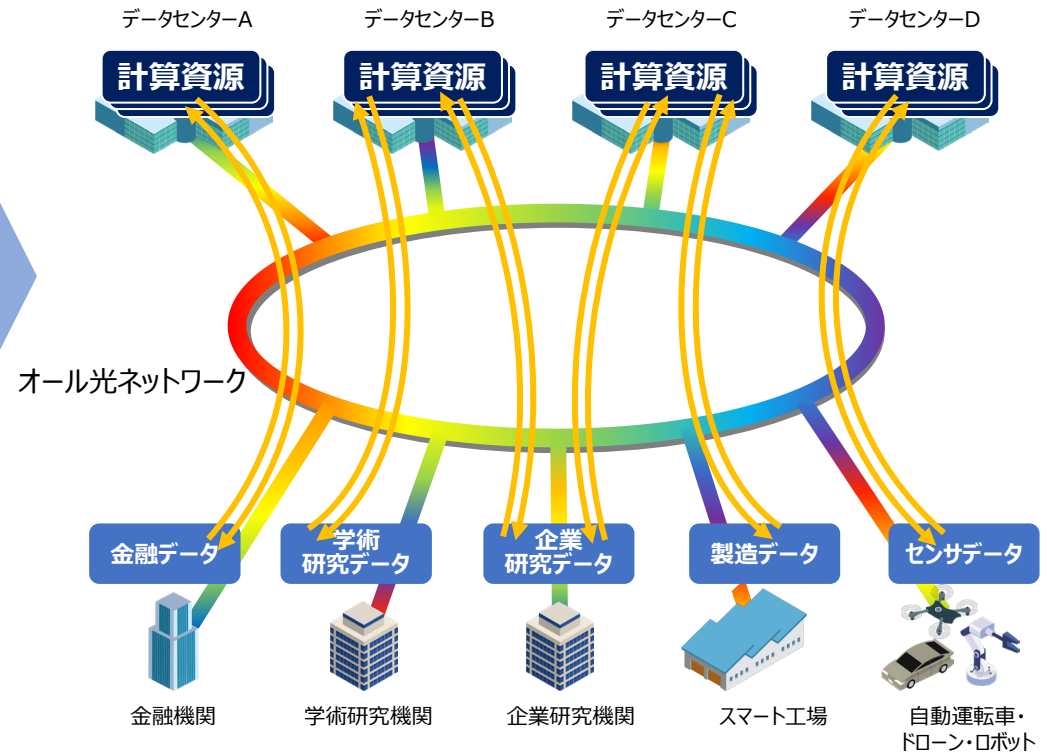 データセンターA
データセンターB
データセンターC
データセンターD
計算資源
計算資源
計算資源
計算資源
オール光ネットワーク
金融データ
学術
研究データ
企業
研究データ
製造データ
センサデータ
金融機関
学術研究機関
企業研究機関
スマート工場
自動運転車・
ドローン・ロボット